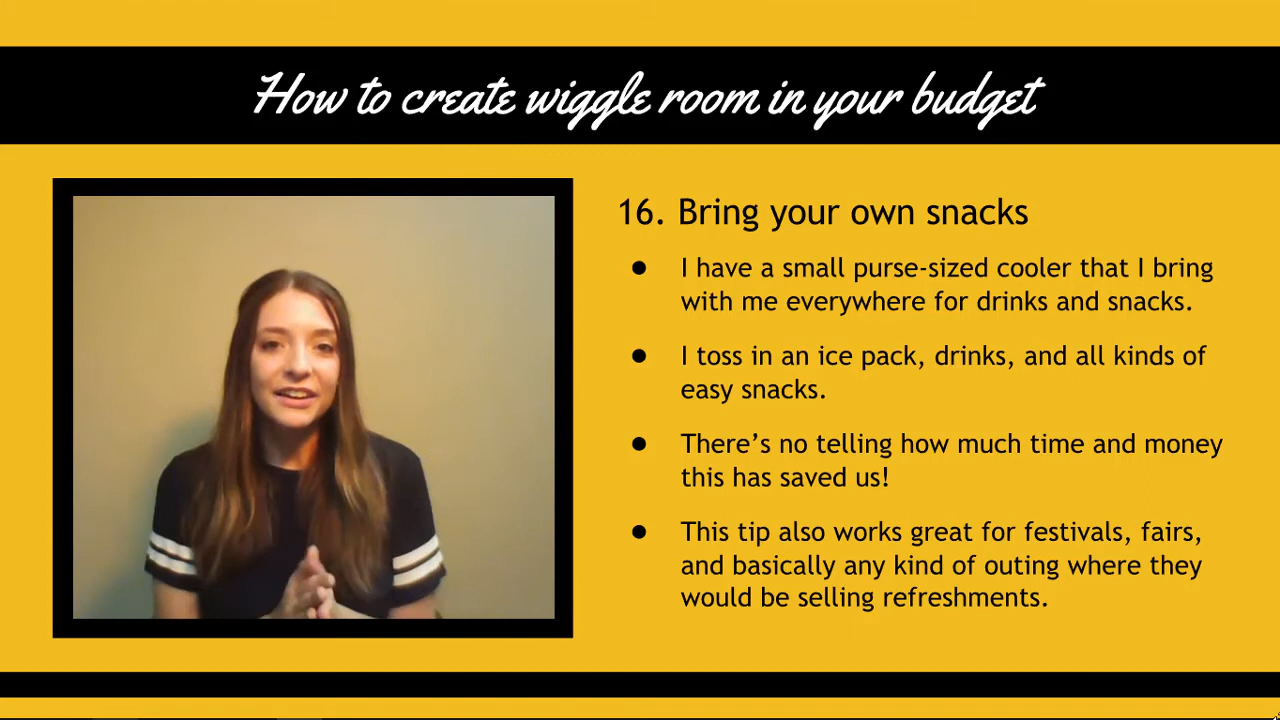 How to create wiggle room in your budget
16. Bring your own snacks
● I have a small purse-sized cooler that I bring
with me everywhere for drinks and snacks.
● I toss in an ice pack, drinks, and all kinds of
easy snacks.
● There’s no telling how much time and money
this has saved us!
● This tip also works great for festivals, fairs,
and basically any kind of outing where they
would be selling refreshments.